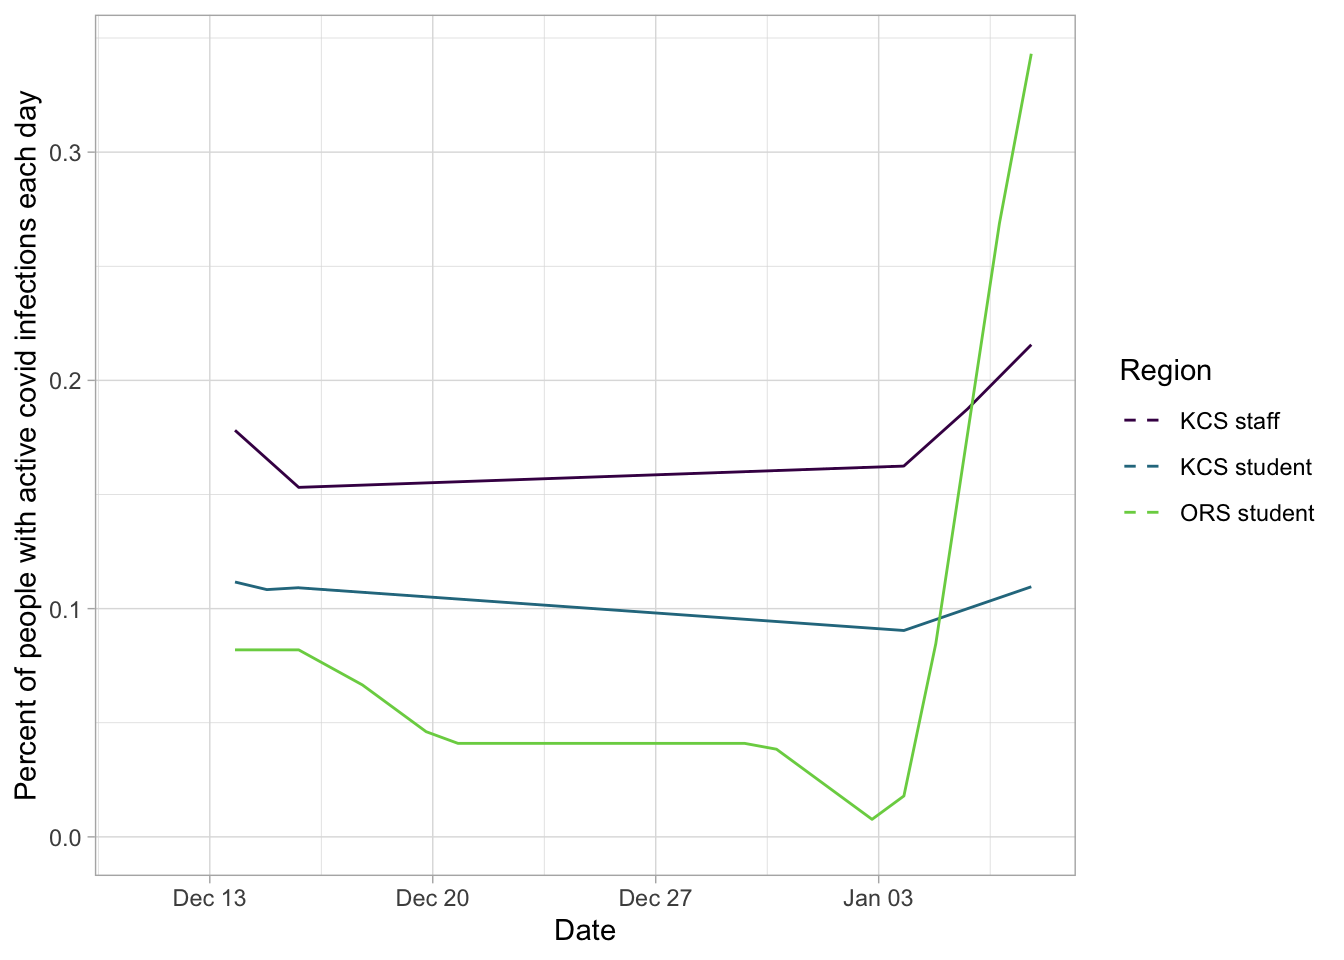 Percent of people with active covid infections each day
0.3
0.2
0.1
0.0
Dec 13
Dec 20
Dec 27
Jan 03
Date
Region
KCS staff
KCS student
ORS student